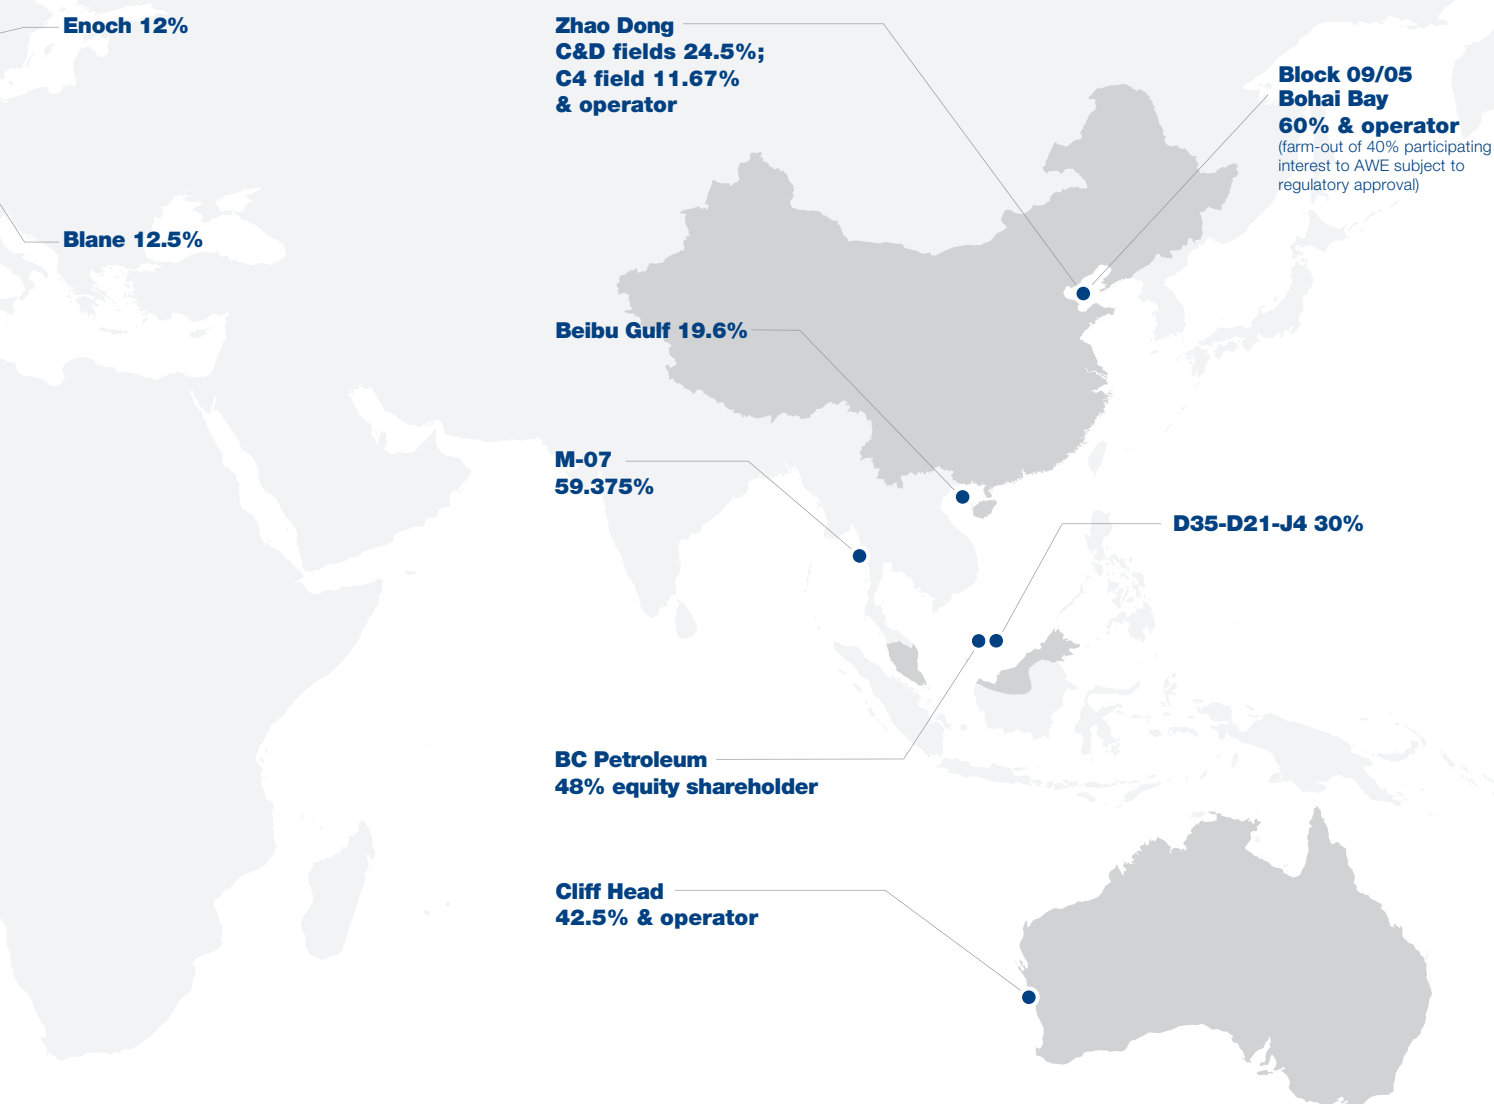 Enoch 12%
Zhao Dong
C&D fields 24.5%;
C4 field 11.67%
& operator
Block 09/05
Bohai Bay
60% & operator
(farm-out of 40% participating
interest to AWE subject to
regulatory approval)
Blane 12.5%
Beibu Gulf 19.6%
M-07
59.375%
D35-D21-J4 30%
BC Petroleum
48% equity shareholder
Cliff Head
42.5% & operator